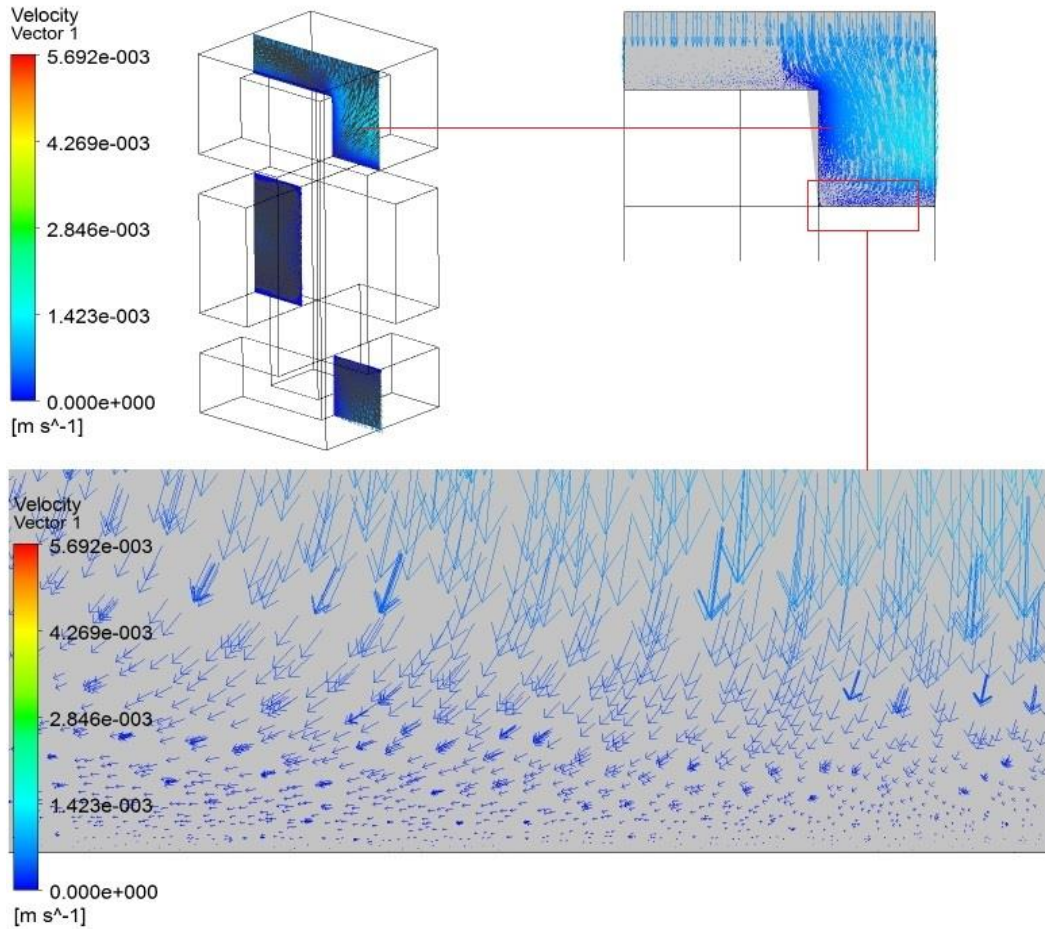 Velocity
Vector 1
5.692e-003
4.269e-003
2.846e-003
1.423e-003
0.000e+000
[m s^-1]
Velocity
Vector 1
5.692e-003
4.269e-003
2.846e-003
1.423e-003
0.000e+000
[m s^-1]